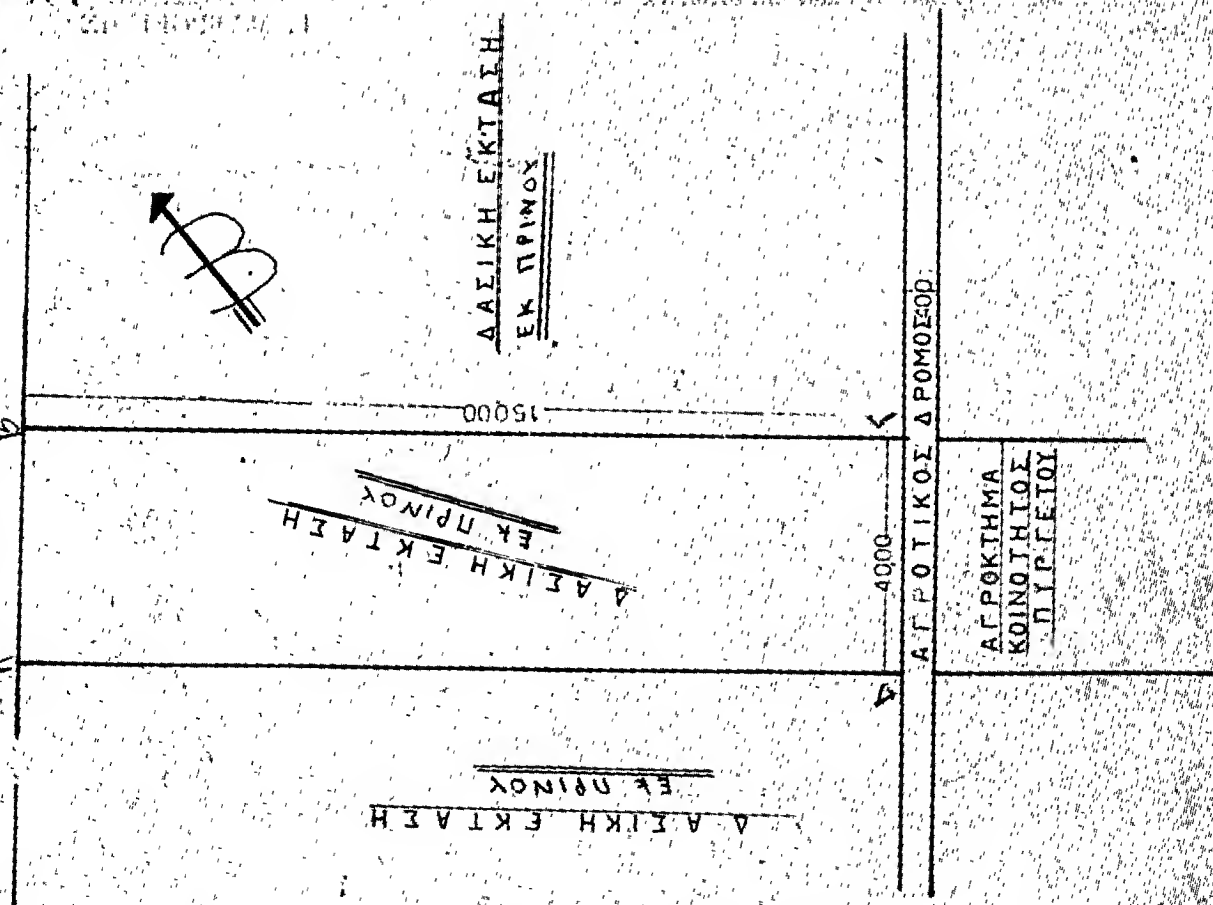 ΔΑΣΙΚΗ ΕΚΤΑΣΗ
ΕΚ ΠΡΙΝΟΥ
Β
15000
Γ
ΔΑΣΙΚΗ ΕΚΤΑΣΗ
ΕΚ ΠΡΙΝΟΥ
4000
Δ
ΑΓΡΟΤΙΚΟΣ ΔΡΟΜΟΣ
ΑΓΡΟΚΤΗΜΑ
ΚΟΙΝΟΤΗΤΟΣ
ΠΥΡΓΕΤΟΥ
ΔΑΣΙΚΗ ΕΚΤΑΣΗ
ΕΚ ΠΡΙΝΟΥ